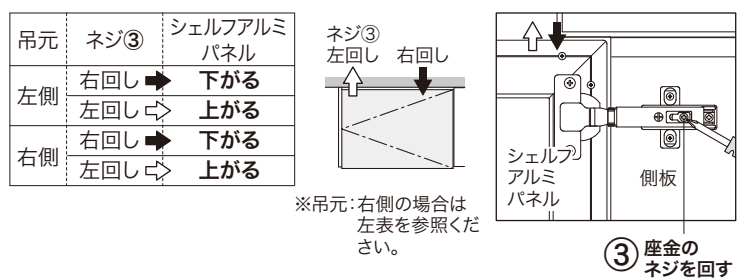 吊元 ネジ③ シェルフアルミ
パネル
左側 右回し➡ 下がる
左回し⇨ 上がる
右側 右回し➡ 下がる
左回し⇨ 上がる
ネジ③
左回し 右回し
※吊元:右側の場合は
左表を参照くだ
さい。
シェルフ
アルミ
パネル
側板
③ 座金の
ネジを回す